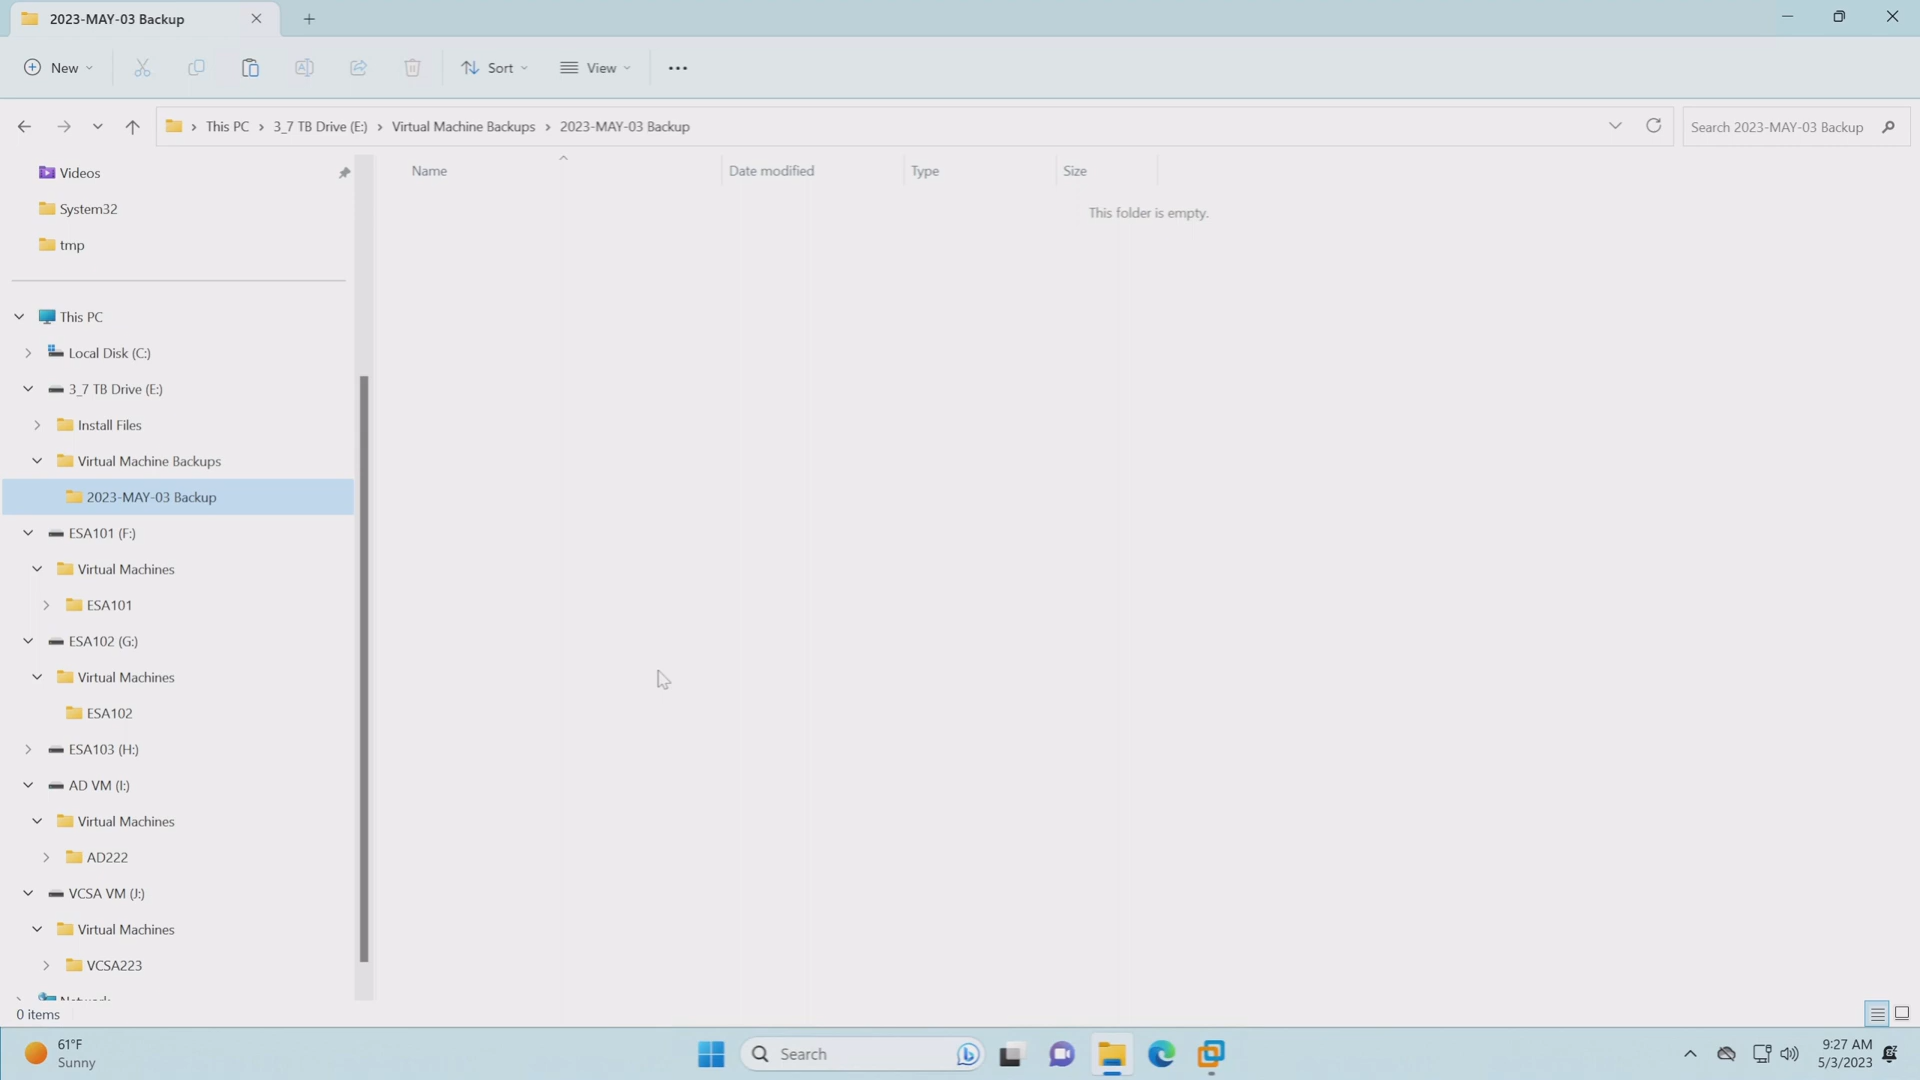 2023-MAY-03 Backup
New
Sort
View
This PC
3_7 TB Drive (E:)
Virtual Machine Backups
2023-MAY-03 Backup
Search 2023-MAY-03 Backup
Name
Date modified
Type
Size
This folder is empty.
Videos
System32
tmp
This PC
Local Disk (C:)
3_7 TB Drive (E:)
Install Files
Virtual Machine Backups
2023-MAY-03 Backup
ESA101 (F:)
Virtual Machines
ESA101
ESA102 (G:)
Virtual Machines
ESA102
ESA103 (H:)
AD VM (I:)
Virtual Machines
AD222
VCSA VM (J:)
Virtual Machines
VCSA223
Network
0 items
61°F
Sunny
Search
9:27 AM
5/3/2023